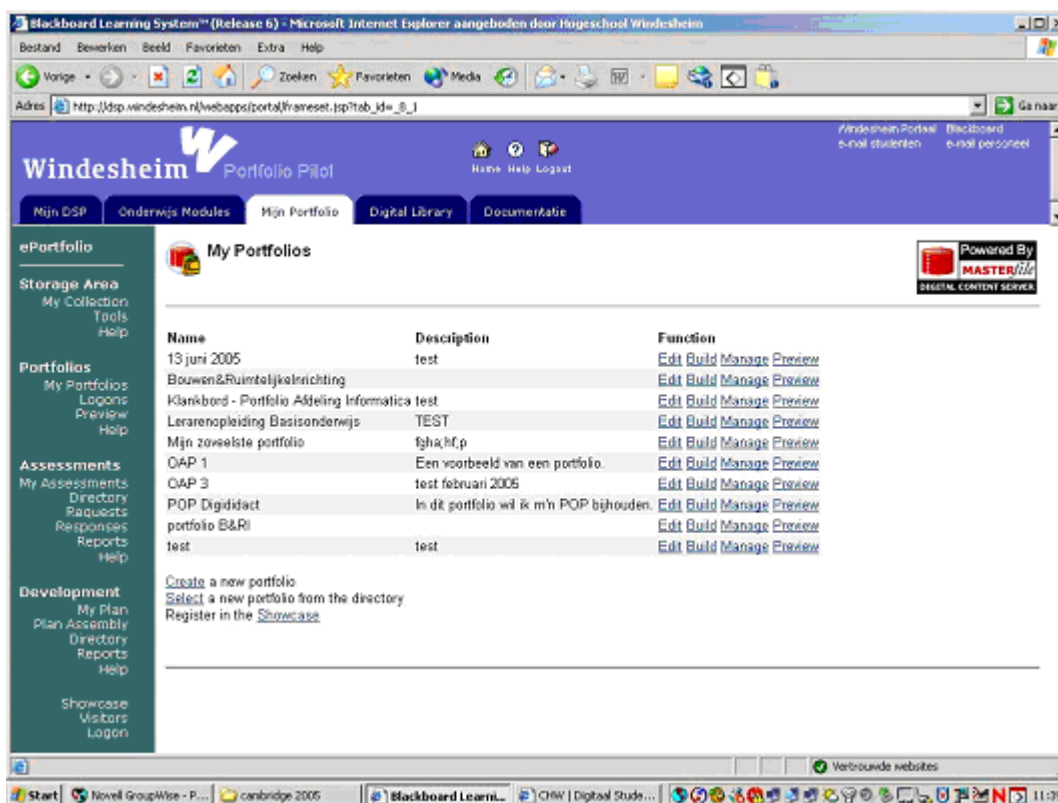 Blackboard Learning System™ (Release 6) - Microsoft Internet Explorer aangeboden door Hogeschool Windesheim
Bestand Bewerken Beeld Favorieten Extra Help
Vorige Zoeken Favorieten Media
Adres http://dsp.windesheim.nl/webapps/portal/frameset.jsp?tab_id=_8_1 Ga naar
Windesheim Portaal Blackboard
e-mail studenten e-mail personeel
Windesheim Portfolio Pilot
Home Help Logout
Mijn DSP Onderwijs Modules Mijn Portfolio Digital Library Documentatie
ePortfolio
Storage Area
My Collection
Tools
Help
Portfolios
My Portfolios
Logons
Preview
Help
Assessments
My Assessments
Directory
Requests
Responses
Reports
Help
Development
My Plan
Plan Assembly
Directory
Reports
Help
Showcase
Visitors
Logon
My Portfolios
Powered By
MASTERfile
DIGITAL CONTENT SERVER
Name Description Function
13 juni 2005 test Edit Build Manage Preview
Bouwen&RuimtelijkeInrichting Edit Build Manage Preview
Klankbord - Portfolio Afdeling Informatica test Edit Build Manage Preview
Lerarenopleiding Basisonderwijs TEST Edit Build Manage Preview
Mijn zoveelste portfolio Edit Build Manage Preview
OAP 1 Een voorbeeld van een portfolio. Edit Build Manage Preview
OAP 3 test februari 2005 Edit Build Manage Preview
POP Digididact In dit portfolio wil ik m'n POP bijhouden. Edit Build Manage Preview
portfolio B&RI Edit Build Manage Preview
test test Edit Build Manage Preview
Create a new portfolio
Select a new portfolio from the directory
Register in the Showcase
Vertrouwde websites
Start Novell GroupWise - P... cambridge 2005 Blackboard Learni... CHW | Digitaal Stude...